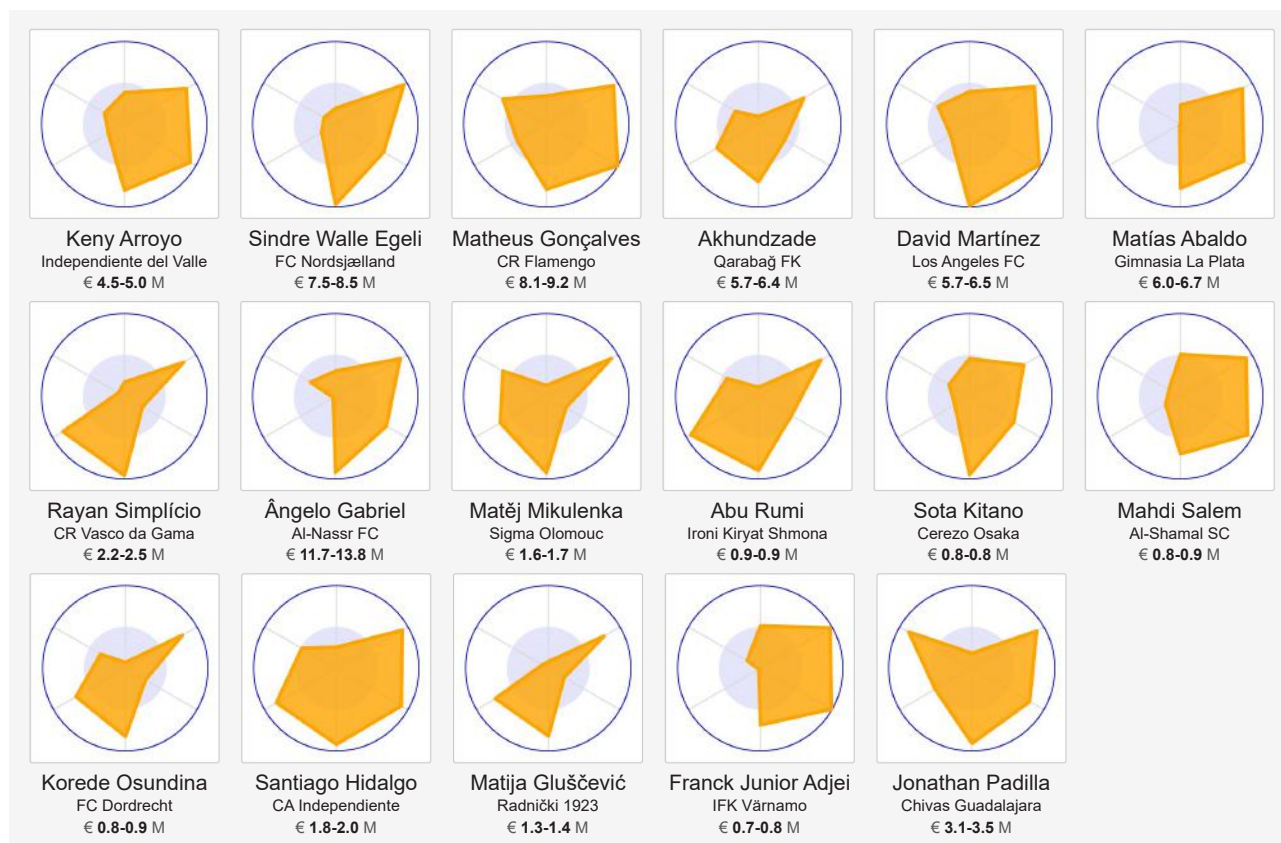 Keny Arroyo
Independiente del Valle
€ 4.5-5.0 M
Sindre Walle Egeli
FC Nordsjælland
€ 7.5-8.5 M
Matheus Gonçalves
CR Flamengo
€ 8.1-9.2 M
Akhundzade
Qarabağ FK
€ 5.7-6.4 M
David Martínez
Los Angeles FC
€ 5.7-6.5 M
Matías Abaldo
Gimnasia La Plata
€ 6.0-6.7 M
Rayan Simplício
CR Vasco da Gama
€ 2.2-2.5 M
Ângelo Gabriel
Al-Nassr FC
€ 11.7-13.8 M
Matěj Mikulenka
Sigma Olomouc
€ 1.6-1.7 M
Abu Rumi
Ironi Kiryat Shmona
€ 0.9-0.9 M
Sota Kitano
Cerezo Osaka
€ 0.8-0.8 M
Mahdi Salem
Al-Shamal SC
€ 0.8-0.9 M
Korede Osundina
FC Dordrecht
€ 0.8-0.9 M
Santiago Hidalgo
CA Independiente
€ 1.8-2.0 M
Matija Gluščević
Radnički 1923
€ 1.3-1.4 M
Franck Junior Adjei
IFK Värnamo
€ 0.7-0.8 M
Jonathan Padilla
Chivas Guadalajara
€ 3.1-3.5 M